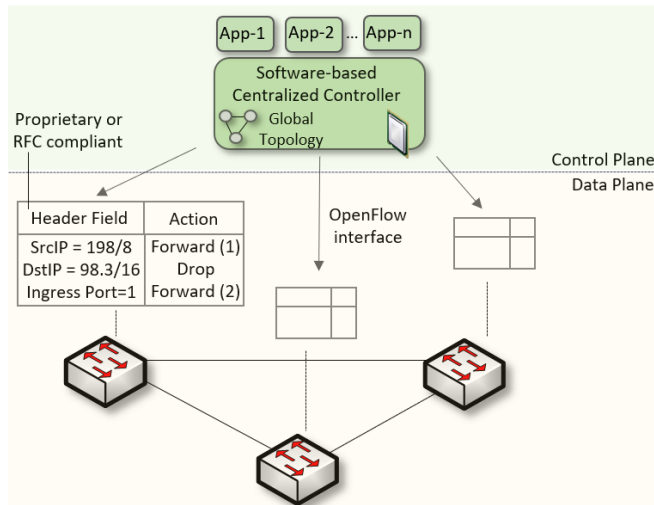 App-1 App-2 ... App-n
Software-based
Centralized Controller
Global
Topology
Proprietary or
RFC compliant
Control Plane
Data Plane
Header Field Action
SrcIP = 198/8 Forward (1)
DstIP = 98.3/16 Drop
Ingress Port=1 Forward (2)
OpenFlow
interface